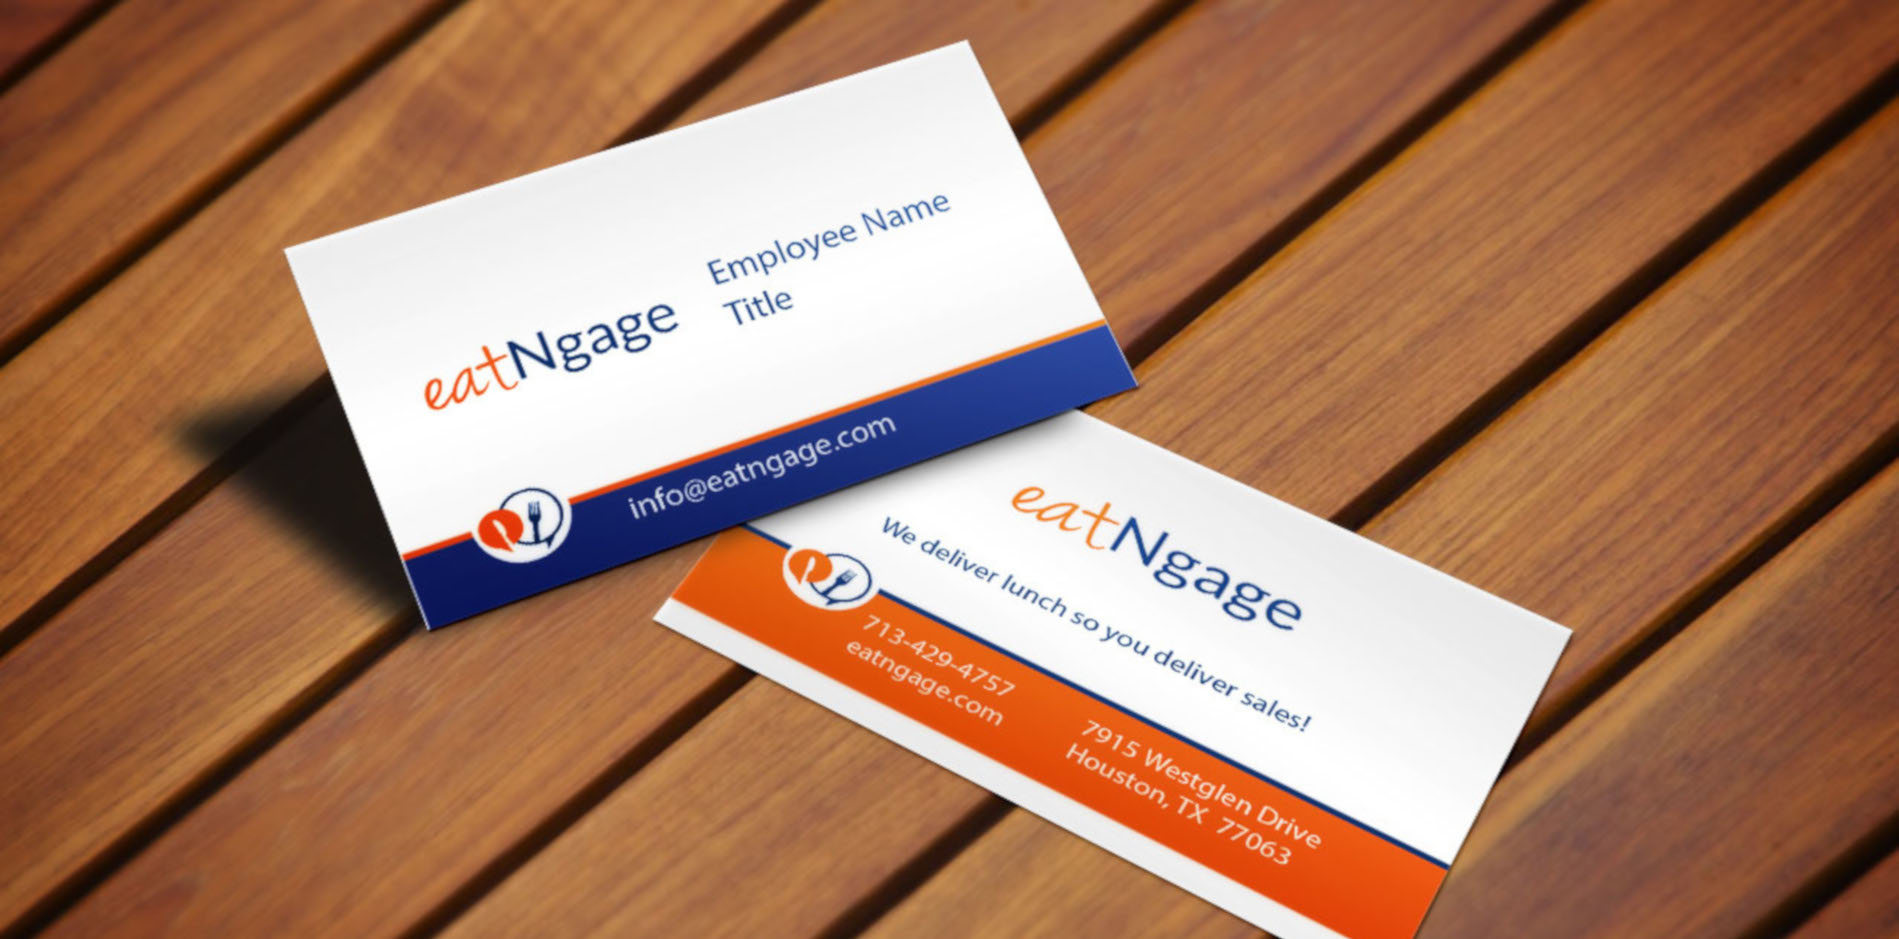 eatNgage
Employee Name
Title
info@eatngage.com
eatNgage
We deliver lunch so you deliver sales!
713-429-4757
eatngage.com
7915 Westglen Drive
Houston, TX 77063